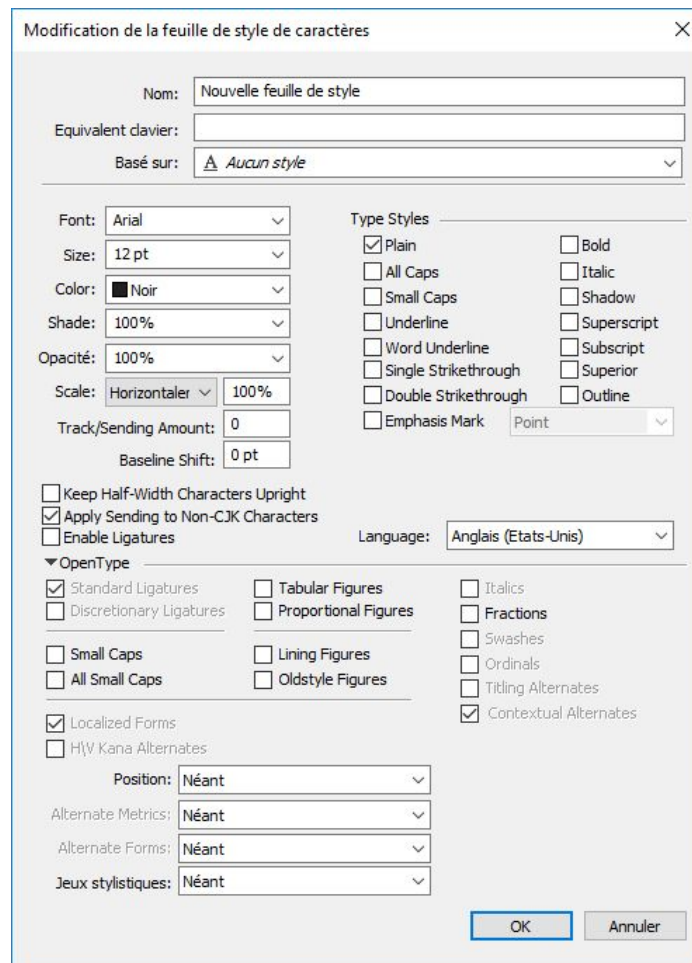 Modification de la feuille de style de caractères
Nom: Nouvelle feuille de style
Equivalent clavier:
Basé sur: A Aucun style
Font: Arial
Size: 12 pt
Color: Noir
Shade: 100%
Opacité: 100%
Scale: Horizontaler 100%
Track/Sending Amount: 0
Baseline Shift: 0 pt
Type Styles
Plain Bold
All Caps Italic
Small Caps Shadow
Underline Superscript
Word Underline Subscript
Single Strikethrough Superior
Double Strikethrough Outline
Emphasis Mark Point
Keep Half-Width Characters Upright
Apply Sending to Non-CJK Characters
Enable Ligatures
Language: Anglais (Etats-Unis)
OpenType
Standard Ligatures Tabular Figures Italics
Discretionary Ligatures Proportional Figures Fractions
Swashes
Small Caps Lining Figures Ordinals
All Small Caps Oldstyle Figures Titling Alternates
Localized Forms Contextual Alternates
H\V Kana Alternates
Position: Néant
Alternate Metrics: Néant
Alternate Forms: Néant
Jeux stylistiques: Néant
OK Annuler